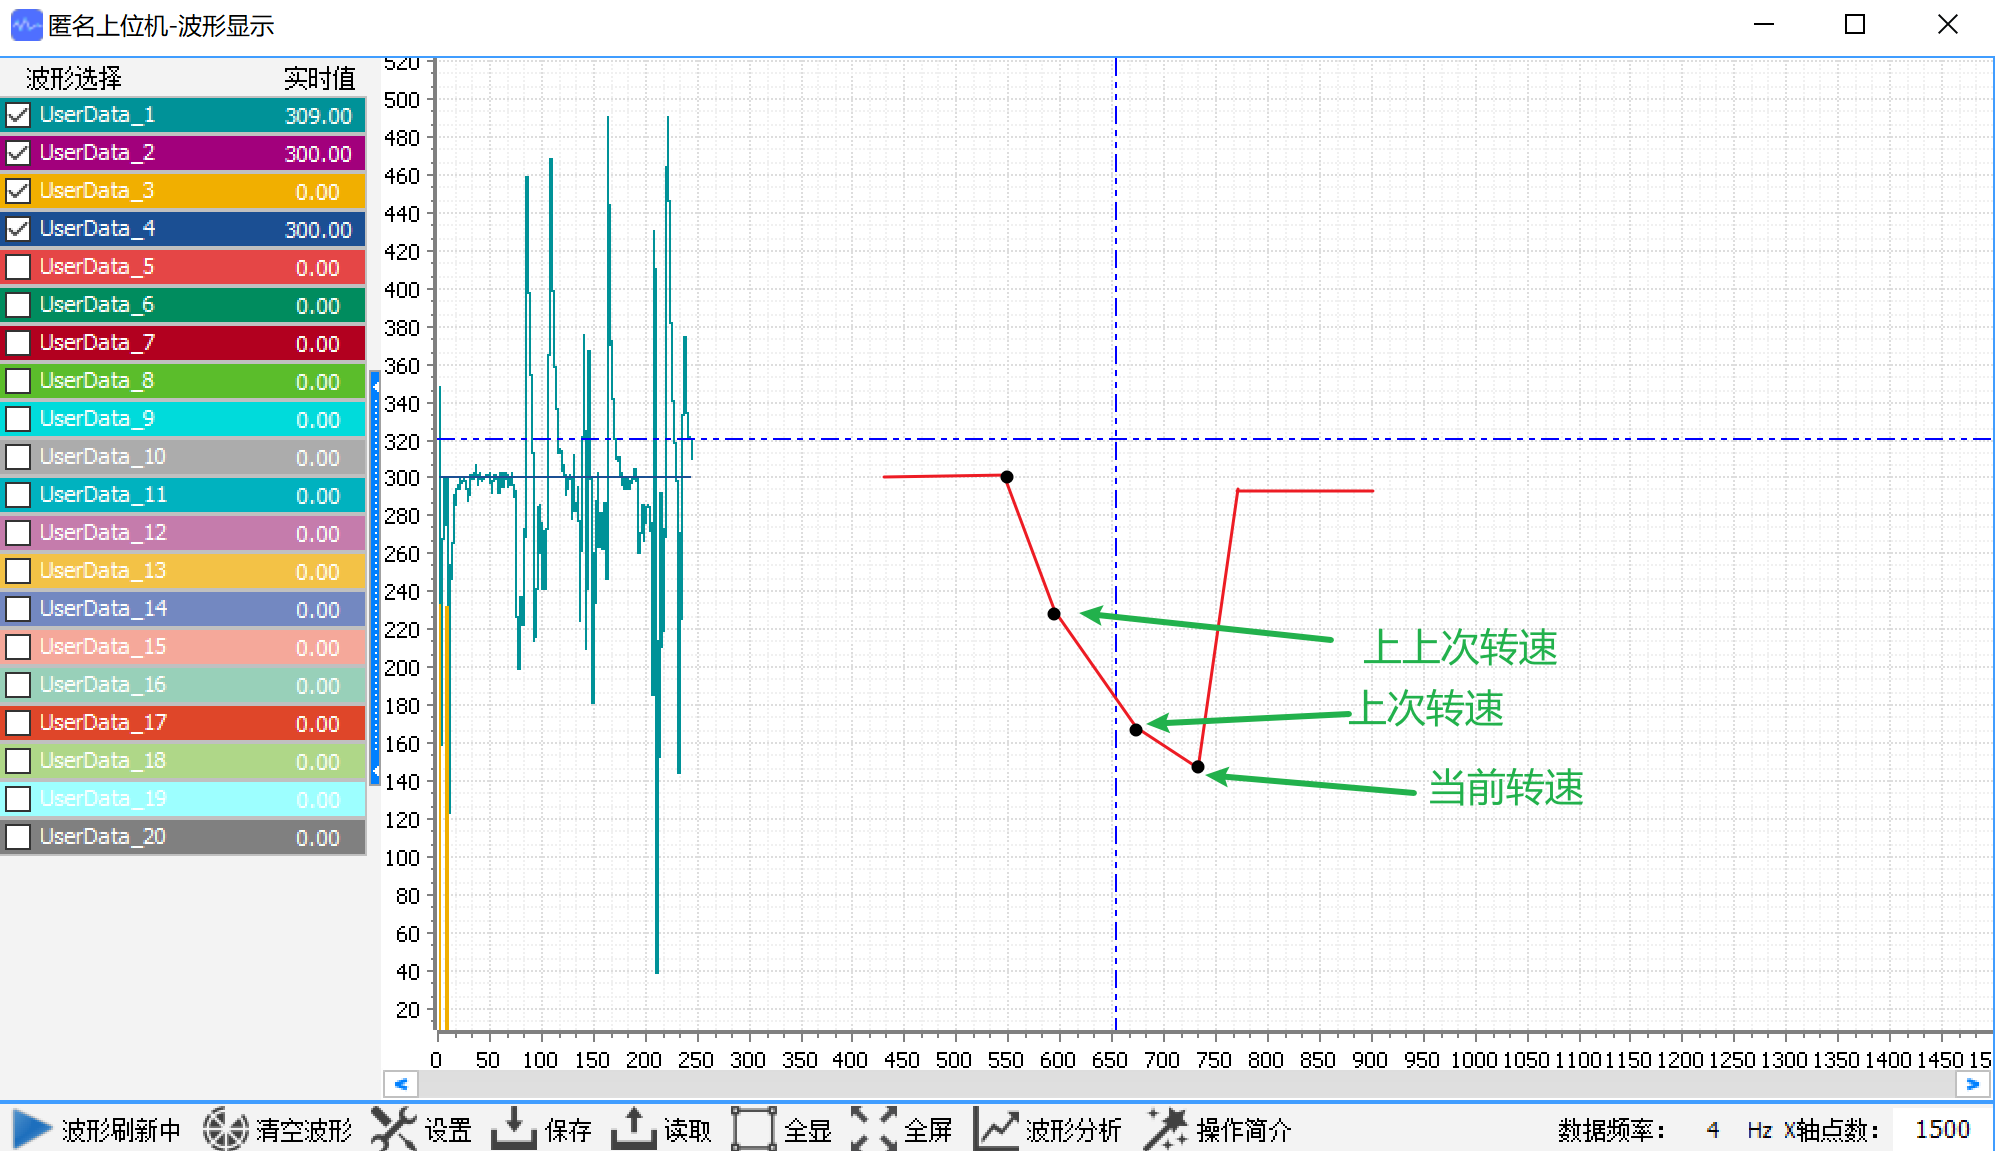 匿名上位机-波形显示
波形选择 实时值
UserData_1 309.00
UserData_2 300.00
UserData_3 0.00
UserData_4 300.00
UserData_5 0.00
UserData_6 0.00
UserData_7 0.00
UserData_8 0.00
UserData_9 0.00
UserData_10 0.00
UserData_11 0.00
UserData_12 0.00
UserData_13 0.00
UserData_14 0.00
UserData_15 0.00
UserData_16 0.00
UserData_17 0.00
UserData_18 0.00
UserData_19 0.00
UserData_20 0.00
520
500
480
460
440
420
400
380
360
340
320
300
280
260
240
220
200
180
160
140
120
100
80
60
40
20
上上次转速
上次转速
当前转速
0 50 100 150 200 250 300 350 400 450 500 550 600 650 700 750 800 850 900 950 1000 1050 1100 1150 1200 1250 1300 1350 1400 1450 15
< >
波形刷新中 清空波形 设置 保存 读取 全显 全屏 波形分析 操作简介 数据频率： 4 Hz X轴点数： 1500